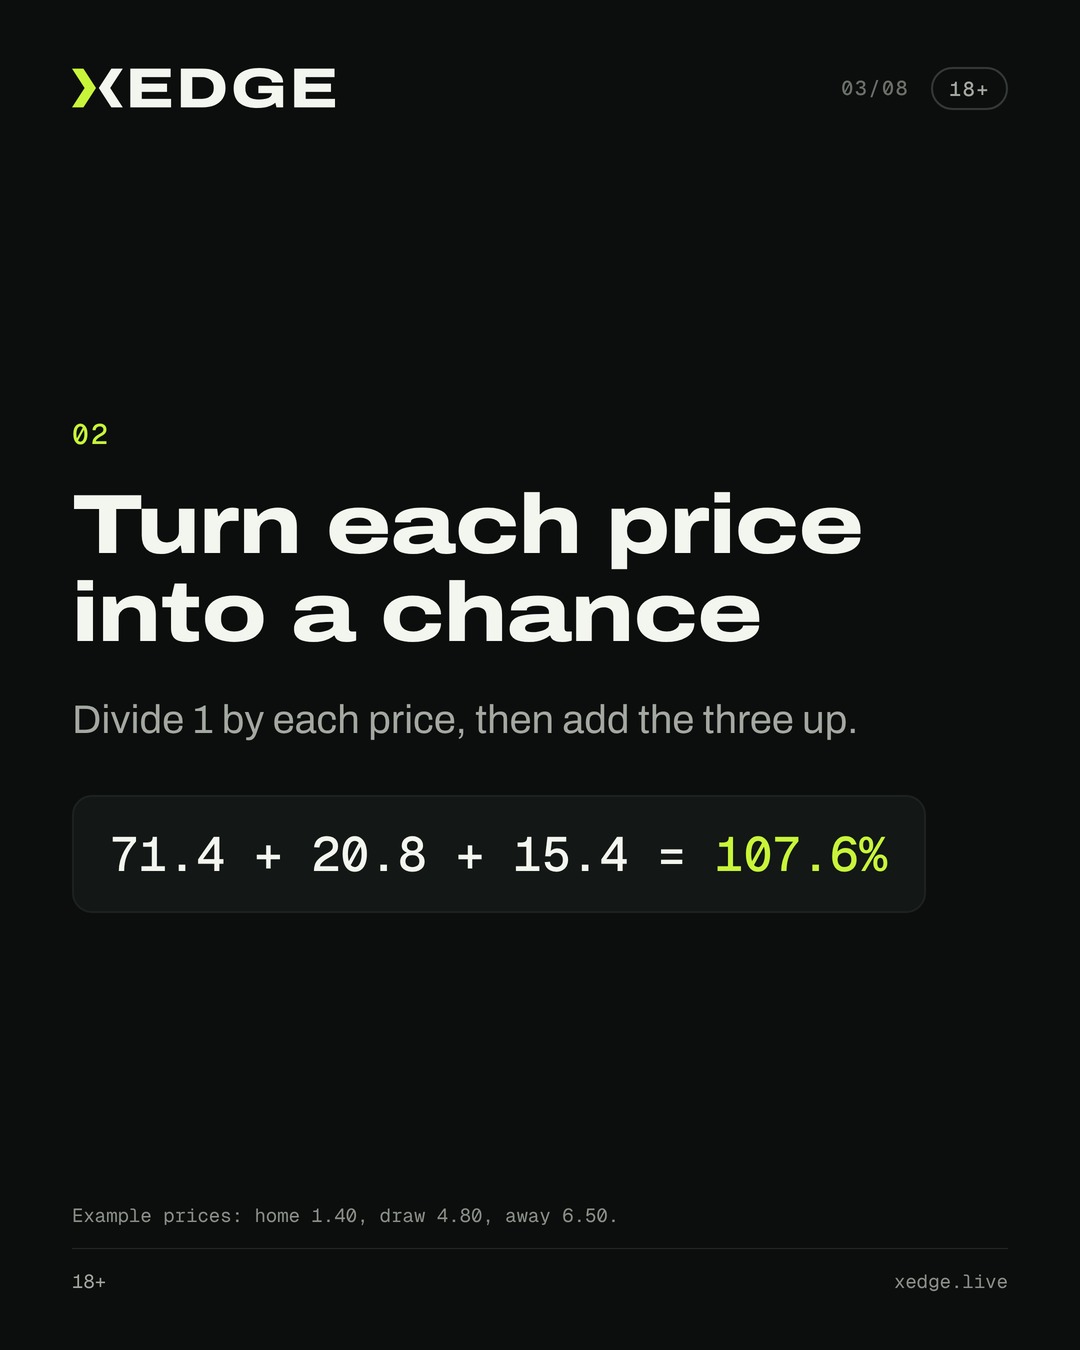 XEDGE
03/08
18+
02
Turn each price
into a chance
Divide 1 by each price, then add the three up.
71.4 + 20.8 + 15.4 = 107.6%
Example prices: home 1.40, draw 4.80, away 6.50.
18+
xedge.live